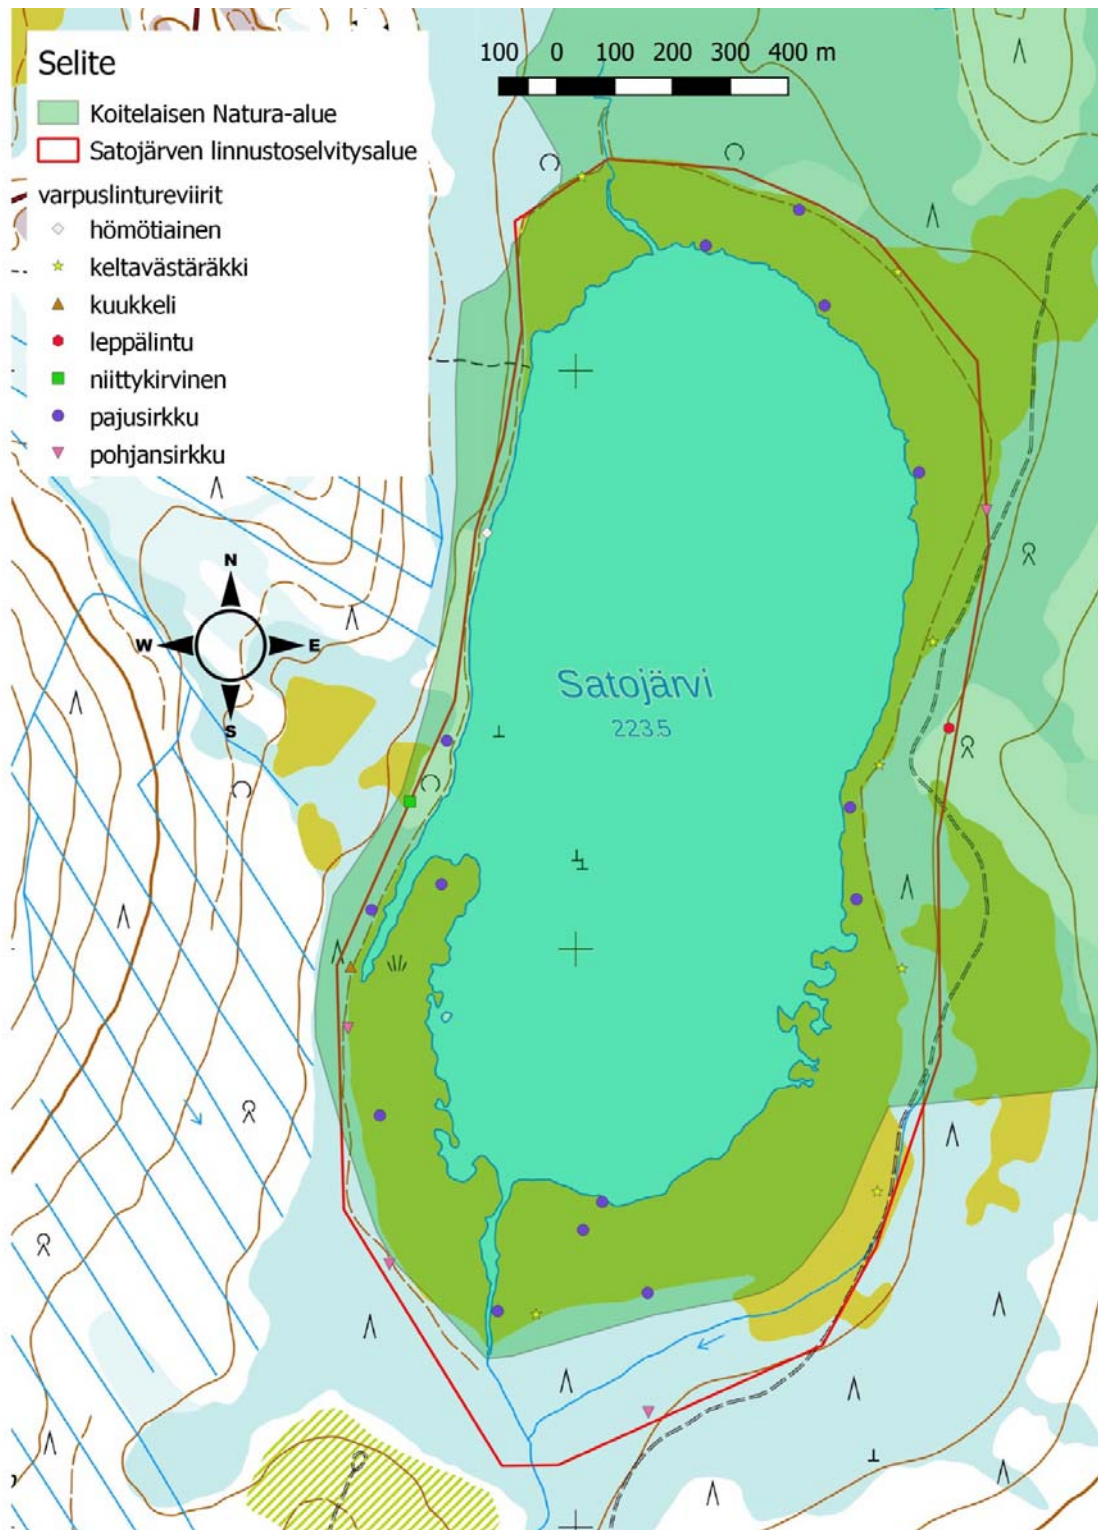 Selite
Koitelaisen Natura-alue
Satojärven linnustoselvitysalue
varpuslintureviirit
hömötiainen
keltavästäräkki
kuukkeli
leppälintu
niittykirvinen
pajusirkku
pohjansirkku
100 0 100 200 300 400 m
N
W E
S
Satojärvi
223.5